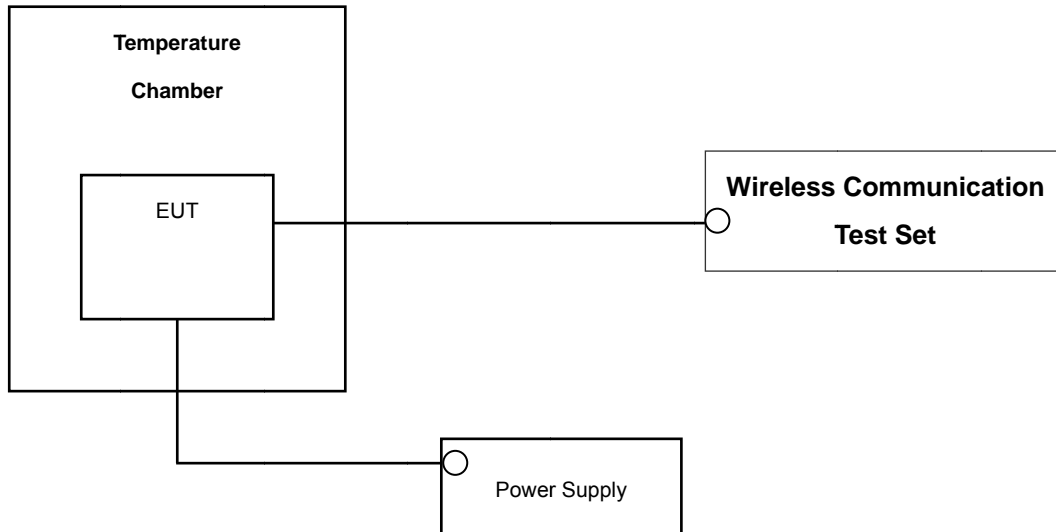 Temperature
Chamber
EUT
Wireless Communication
Test Set
Power Supply